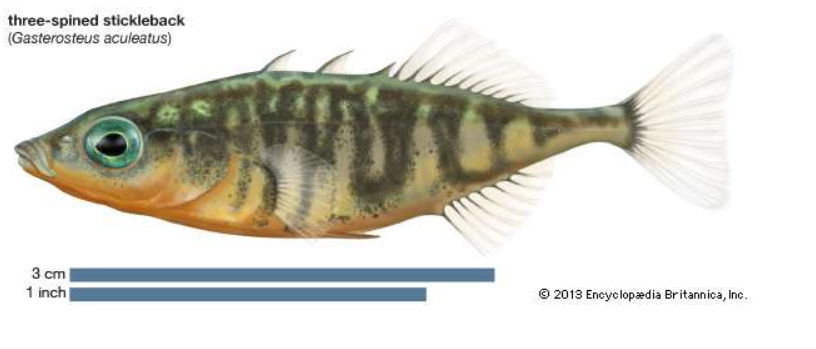 three-spined stickleback
(Gasterosteus aculeatus)
3 cm
1 inch
© 2013 Encyclopædia Britannica, Inc.